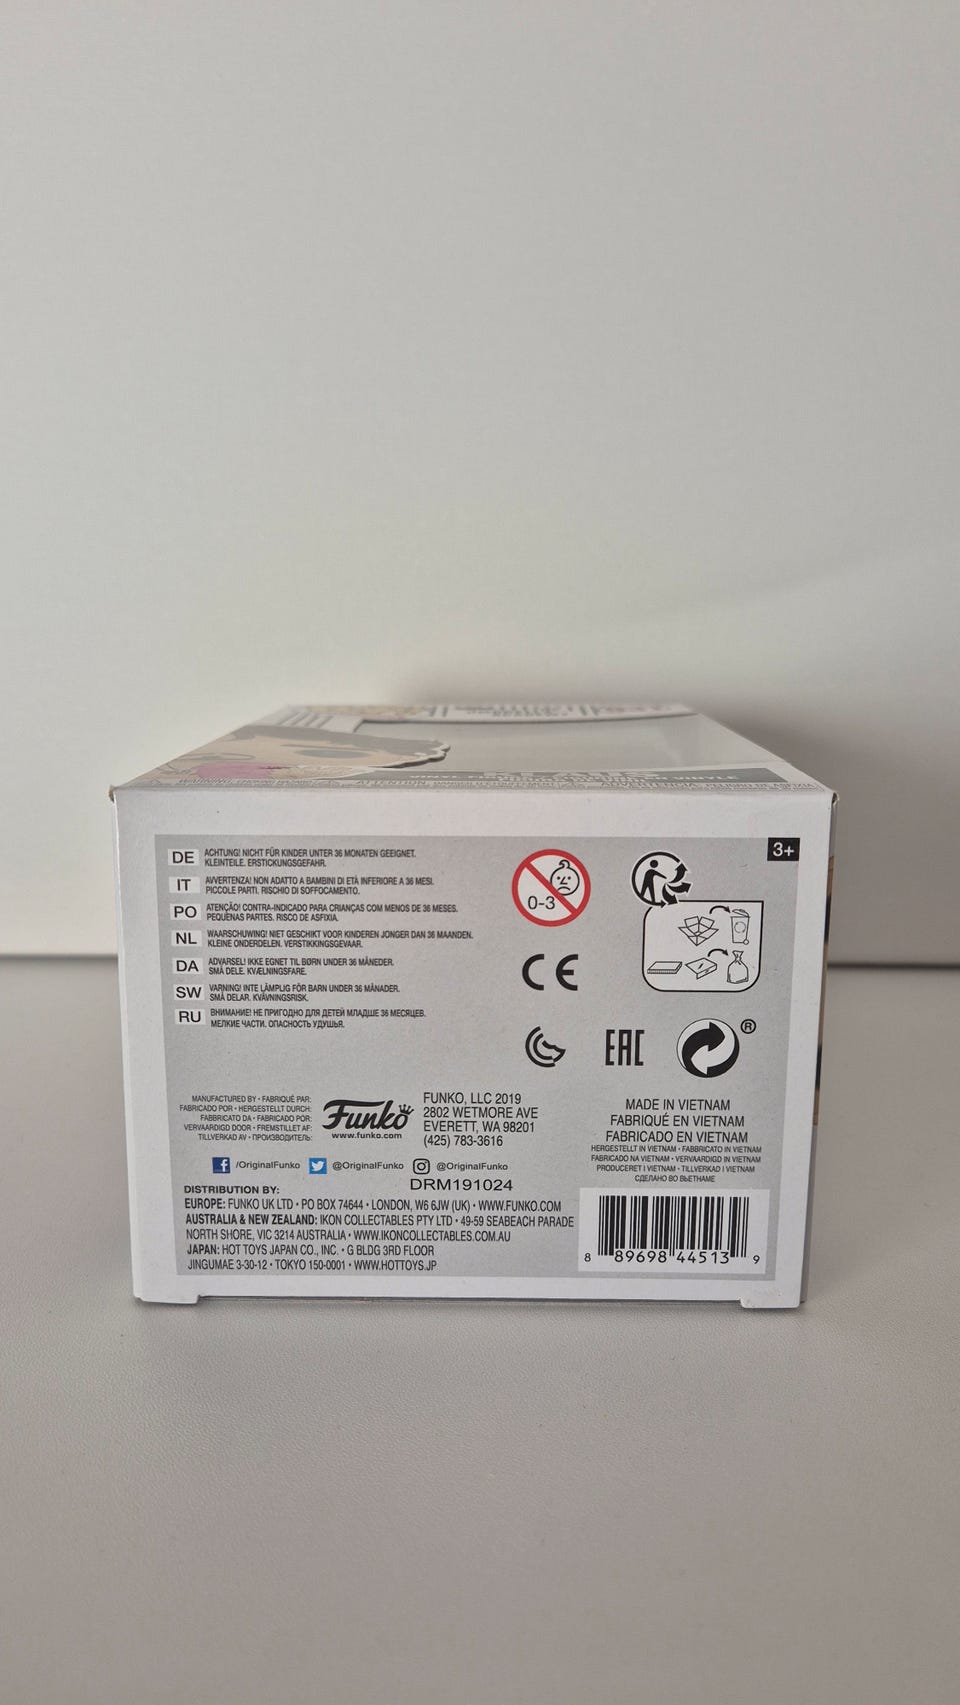 VINYL
WARNING:
ATTENTION:
ADVERTENCIA:
3+
DE
ACHTUNG! NICHT FÜR KINDER UNTER 36 MONATEN GEEIGNET.
KLEINTEILE. ERSTICKUNGSGEFAHR.
IT
AVVERTENZA! NON ADATTO A BAMBINI DI ETÀ INFERIORE A 36 MESI.
PICCOLE PARTI. RISCHIO DI SOFFOCAMENTO.
PO
ATENÇÃO! CONTRA-INDICADO PARA CRIANÇAS COM MENOS DE 36 MESES.
PEQUENAS PARTES. RISCO DE ASFIXIA.
NL
WAARSCHUWING! NIET GESCHIKT VOOR KINDEREN JONGER DAN 36 MAANDEN.
KLEINE ONDERDELEN. VERSTIKKINGSGEVAAR.
DA
ADVARSEL! IKKE EGNET TIL BØRN UNDER 36 MÅNEDER.
SMÅ DELE. KVÆLNINGSFARE.
SW
VARNING! INTE LÄMPLIG FÖR BARN UNDER 36 MÅNADER.
SMÅ DELAR. KVÄVNINGSRISK.
RU
ВНИМАНИЕ! НЕ ПРИГОДНО ДЛЯ ДЕТЕЙ МЛАДШЕ 36 МЕСЯЦЕВ.
МЕЛКИЕ ЧАСТИ. ОПАСНОСТЬ УДУШЬЯ.
0-3
CE
EAC
®
MANUFACTURED BY • FABRIQUÉ PAR:
FABRICADO POR • HERGESTELLT DURCH:
FABBRICATO DA • FABRICADO POR:
VERVAARDIGD DOOR • FREMSTILLET AF:
TILLVERKAD AV • ПРОИЗВОДИТЕЛЬ:
Funko
www.funko.com
FUNKO, LLC 2019
2802 WETMORE AVE
EVERETT, WA 98201
(425) 783-3616
/OriginalFunko @OriginalFunko @OriginalFunko
DRM191024
DISTRIBUTION BY:
EUROPE: FUNKO UK LTD • PO BOX 74644 • LONDON, W6 6JW (UK) • WWW.FUNKO.COM
AUSTRALIA & NEW ZEALAND: IKON COLLECTABLES PTY LTD • 49-59 SEABEACH PARADE
NORTH SHORE, VIC 3214 AUSTRALIA • WWW.IKONCOLLECTABLES.COM.AU
JAPAN: HOT TOYS JAPAN CO., INC. • G BLDG 3RD FLOOR
JINGUMAE 3-30-12 • TOKYO 150-0001 • WWW.HOTTOYS.JP
MADE IN VIETNAM
FABRIQUÉ EN VIETNAM
FABRICADO EN VIETNAM
HERGESTELLT IN VIETNAM • FABBRICATO IN VIETNAM
FABRICADO NA VIETNAM • VERVAARDIGD IN VIETNAM
PRODUCERET I VIETNAM • TILLVERKAD I VIETNAM
СДЕЛАНО ВО ВЬЕТНАМЕ
8 89698 44513 9